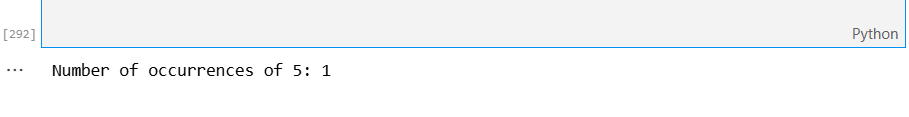 [292]
Python
Number of occurrences of 5: 1